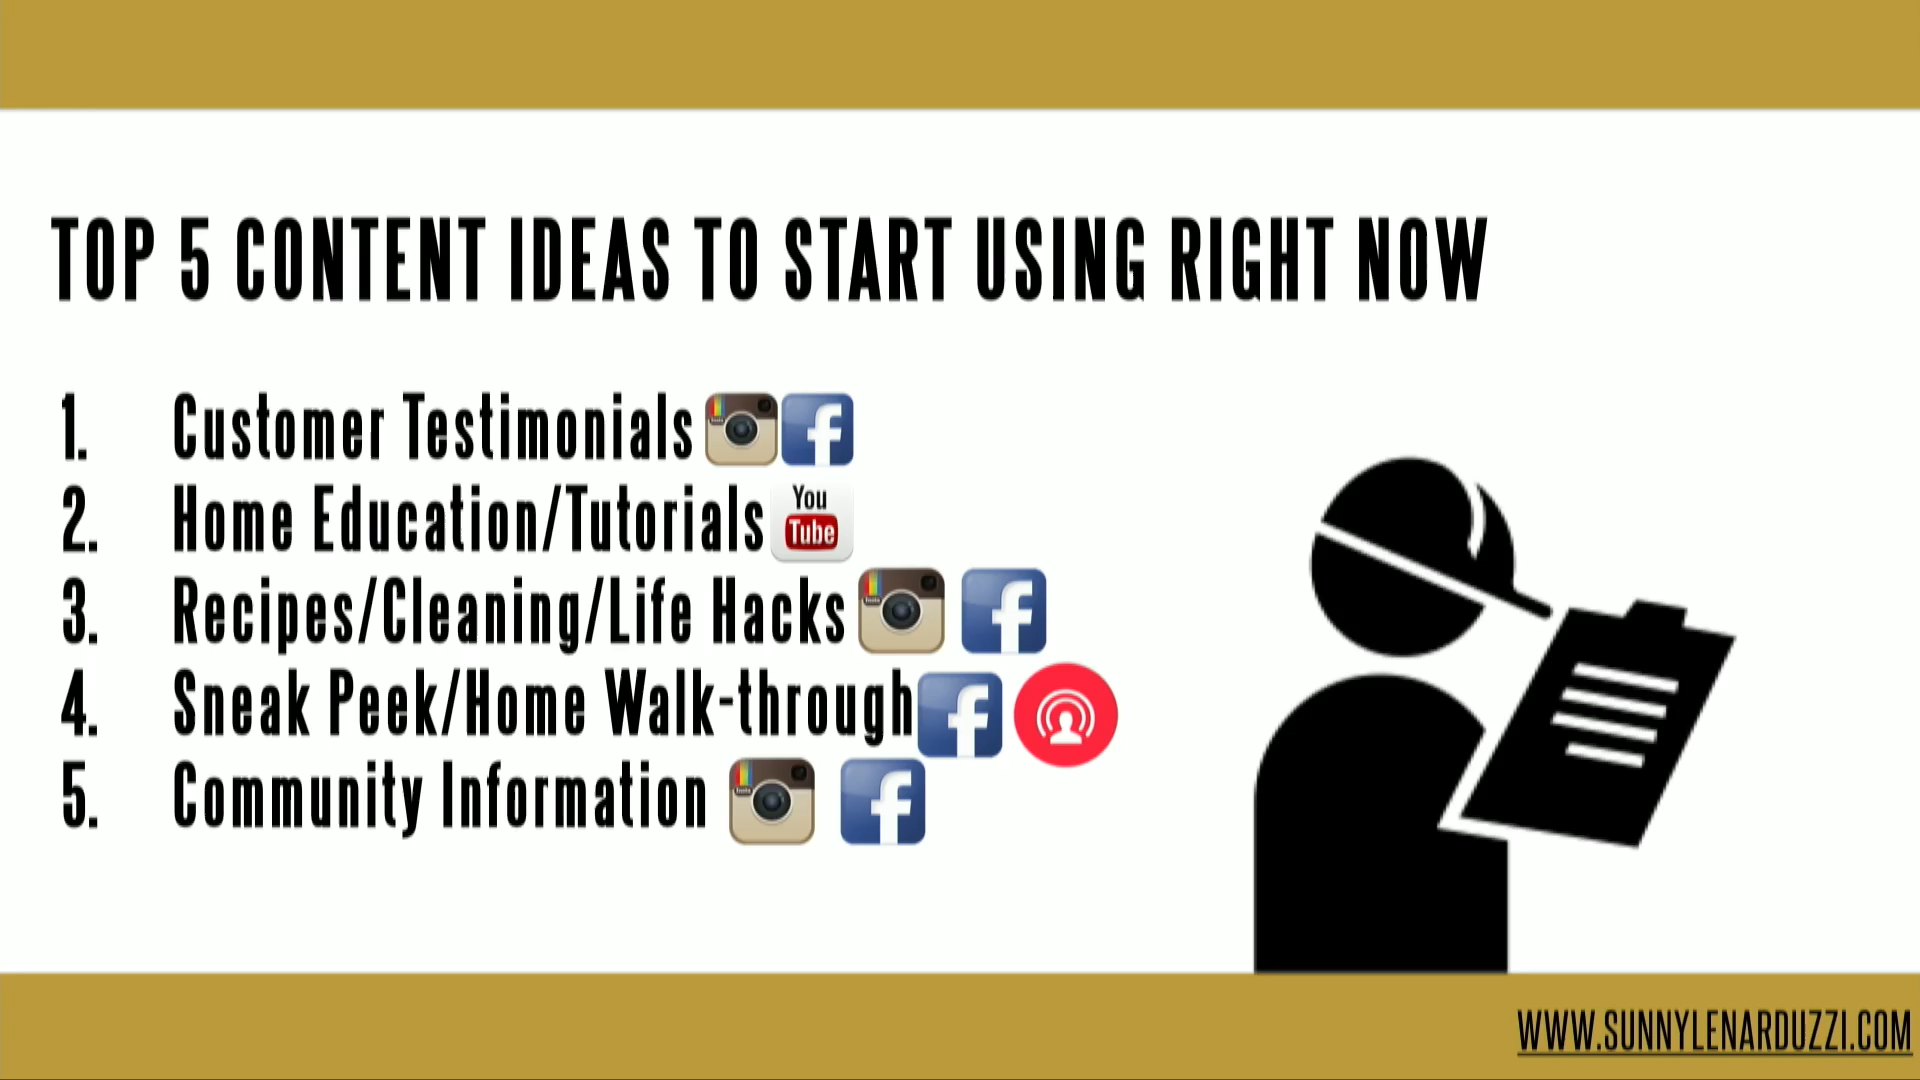 TOP 5 CONTENT IDEAS TO START USING RIGHT NOW
1. Customer Testimonials
2. Home Education/Tutorials You Tube
3. Recipes/Cleaning/Life Hacks
4. Sneak Peek/Home Walk-through
5. Community Information
WWW.SUNNYLENARDUZZI.COM